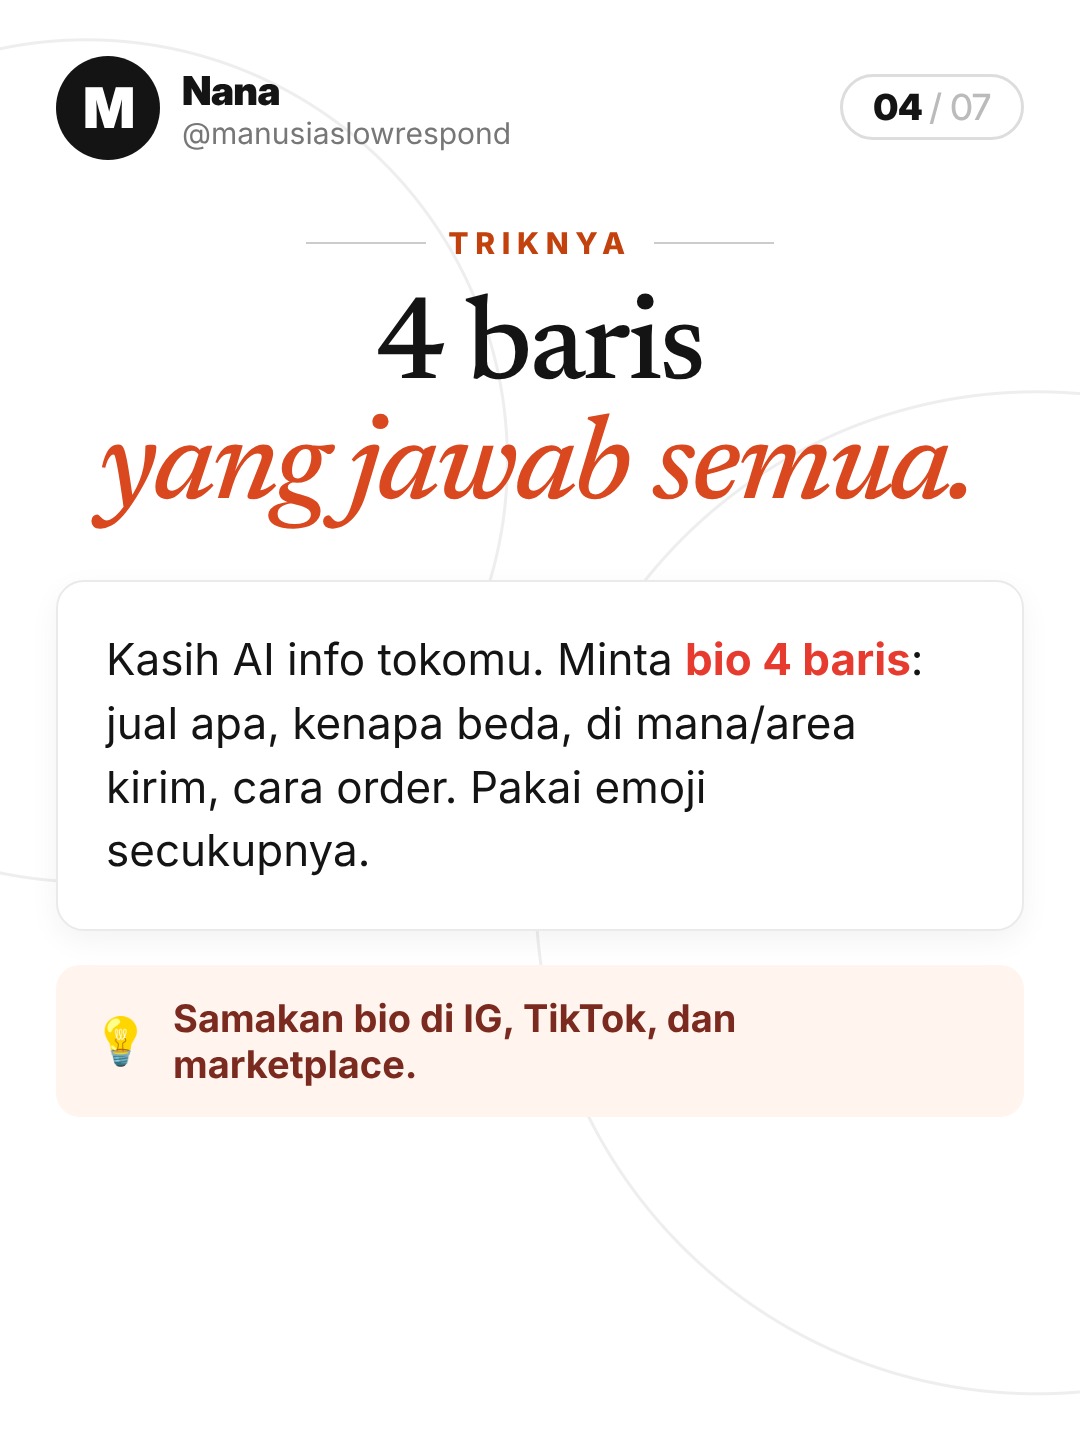 M
Nana
@manusiaslowrespond
04 / 07
TRIKNYA
4 baris
yang jawab semua.
Kasih AI info tokomu. Minta bio 4 baris:
jual apa, kenapa beda, di mana/area
kirim, cara order. Pakai emoji
secukupnya.
Samakan bio di IG, TikTok, dan
marketplace.